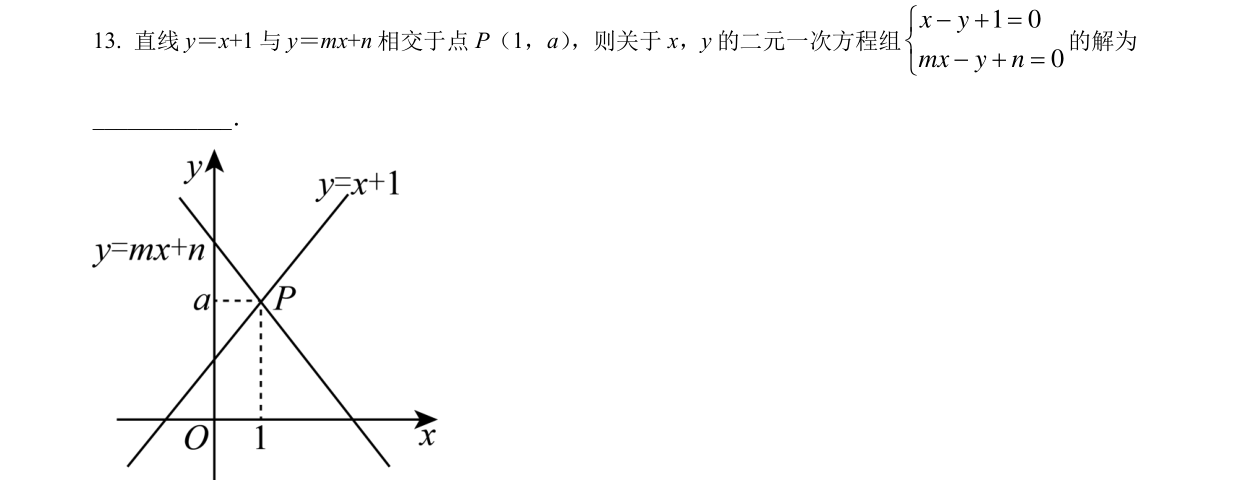 13. 直线 y＝x+1 与 y＝mx+n 相交于点 P（1，a），则关于 x，y 的二元一次方程组 { x－y+1=0
mx－y+n=0 的解为
____________.
y
y=x+1
y=mx+n
a
P
O
1
x